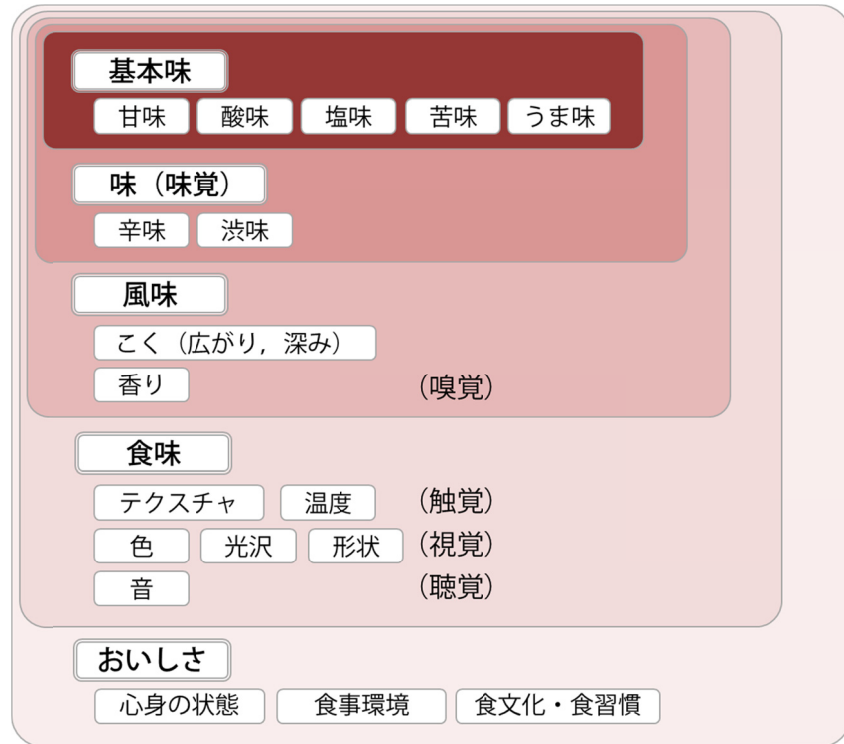 基本味
甘味 酸味 塩味 苦味 うま味
味（味覚）
辛味 渋味
風味
こく（広がり，深み）
香り （嗅覚）
食味
テクスチャ 温度 （触覚）
色 光沢 形状 （視覚）
音 （聴覚）
おいしさ
心身の状態 食事環境 食文化・食習慣